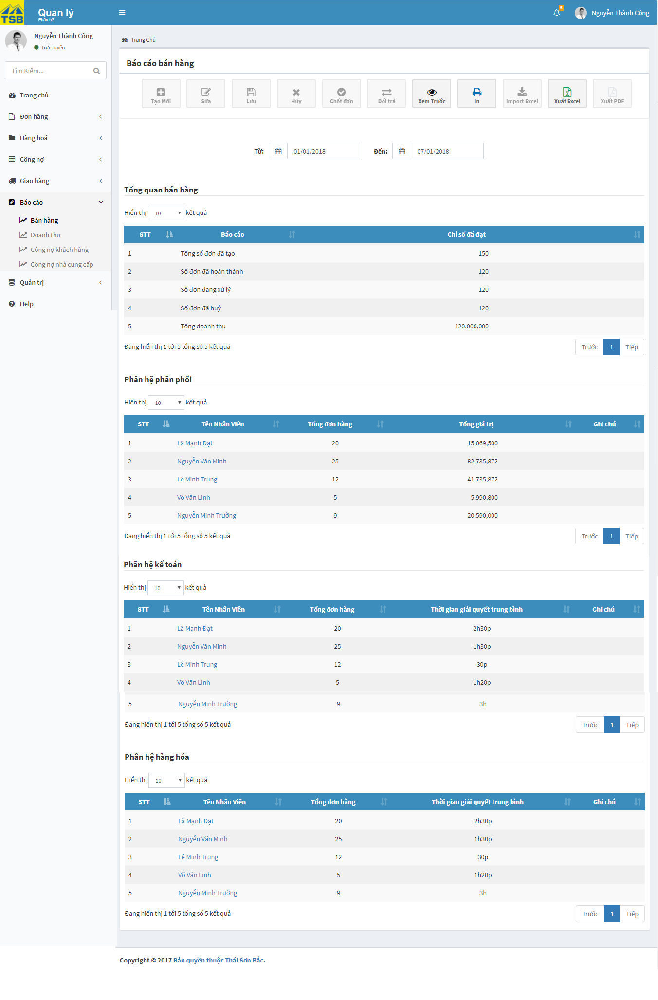 TSB
Quản lý
Phân hệ
5
Nguyễn Thành Công
Nguyễn Thành Công
Trực tuyến
Tìm Kiếm...
Trang chủ
Đơn hàng
Hàng hoá
Công nợ
Giao hàng
Báo cáo
Bán hàng
Doanh thu
Công nợ khách hàng
Công nợ nhà cung cấp
Quản trị
Help
Trang Chủ
Báo cáo bán hàng
Tạo Mới Sửa Lưu Hủy Chốt đơn Đổi trả Xem Trước In Import Excel Xuất Excel Xuất PDF
Từ: 01/01/2018 Đến: 07/01/2018
Tổng quan bán hàng
Hiển thị 10 kết quả
STT Báo cáo Chỉ số đã đạt
1 Tổng số đơn đã tạo 150
2 Số đơn đã hoàn thành 120
3 Số đơn đang xử lý 120
4 Số đơn đã huỷ 120
5 Tổng doanh thu 120,000,000
Đang hiển thị 1 tới 5 tổng số 5 kết quả Trước 1 Tiếp
Phân hệ phân phối
Hiển thị 10 kết quả
STT Tên Nhân Viên Tổng đơn hàng Tổng giá trị Ghi chú
1 Lã Mạnh Đạt 20 15,069,500
2 Nguyễn Văn Minh 25 82,735,872
3 Lê Minh Trung 12 41,735,872
4 Võ Văn Linh 5 5,990,800
5 Nguyễn Minh Trường 9 20,590,000
Đang hiển thị 1 tới 5 tổng số 5 kết quả Trước 1 Tiếp
Phân hệ kế toán
Hiển thị 10 kết quả
STT Tên Nhân Viên Tổng đơn hàng Thời gian giải quyết trung bình Ghi chú
1 Lã Mạnh Đạt 20 2h30p
2 Nguyễn Văn Minh 25 1h30p
3 Lê Minh Trung 12 30p
4 Võ Văn Linh 5 1h20p
5 Nguyễn Minh Trường 9 3h
Đang hiển thị 1 tới 5 tổng số 5 kết quả Trước 1 Tiếp
Phân hệ hàng hóa
Hiển thị 10 kết quả
STT Tên Nhân Viên Tổng đơn hàng Thời gian giải quyết trung bình Ghi chú
1 Lã Mạnh Đạt 20 2h30p
2 Nguyễn Văn Minh 25 1h30p
3 Lê Minh Trung 12 30p
4 Võ Văn Linh 5 1h20p
5 Nguyễn Minh Trường 9 3h
Đang hiển thị 1 tới 5 tổng số 5 kết quả Trước 1 Tiếp
Copyright © 2017 Bản quyền thuộc Thái Sơn Bắc.